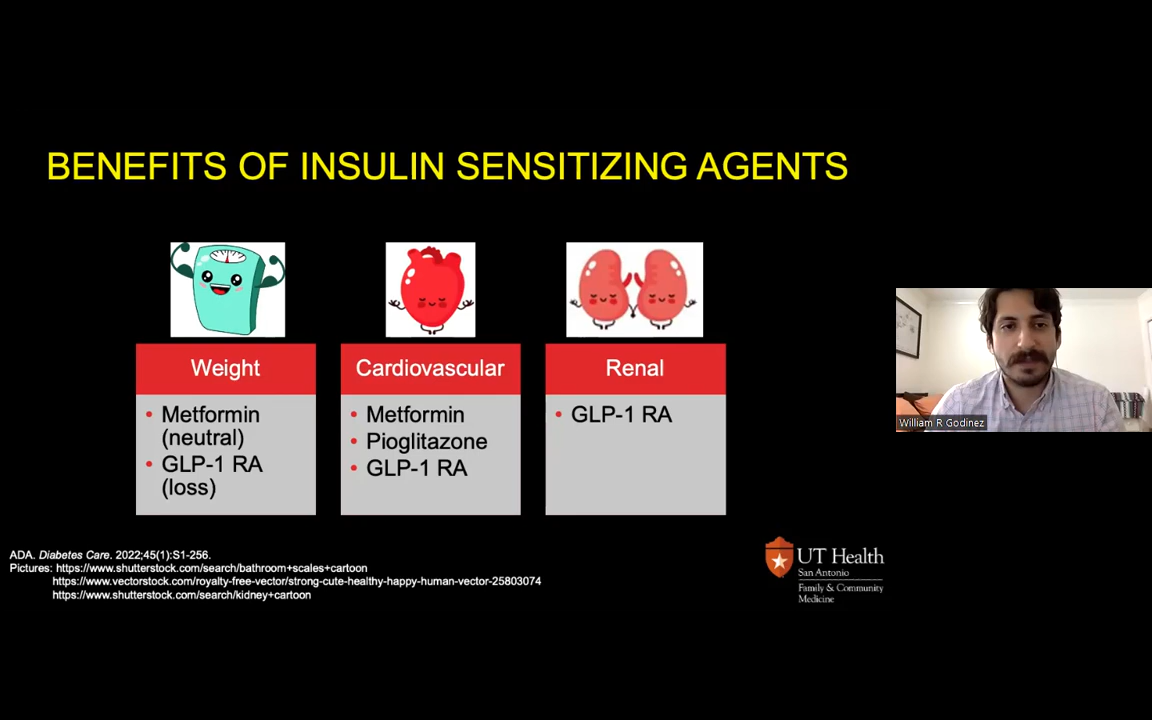 BENEFITS OF INSULIN SENSITIZING AGENTS
Weight
• Metformin
(neutral)
• GLP-1 RA
(loss)
Cardiovascular
• Metformin
• Pioglitazone
• GLP-1 RA
Renal
• GLP-1 RA
William R Godinez
ADA. Diabetes Care. 2022;45(1):S1-256.
Pictures: https://www.shutterstock.com/search/bathroom+scales+cartoon
https://www.vectorstock.com/royalty-free-vector/strong-cute-healthy-happy-human-vector-25803074
https://www.shutterstock.com/search/kidney+cartoon
UT Health
San Antonio
Family & Community
Medicine